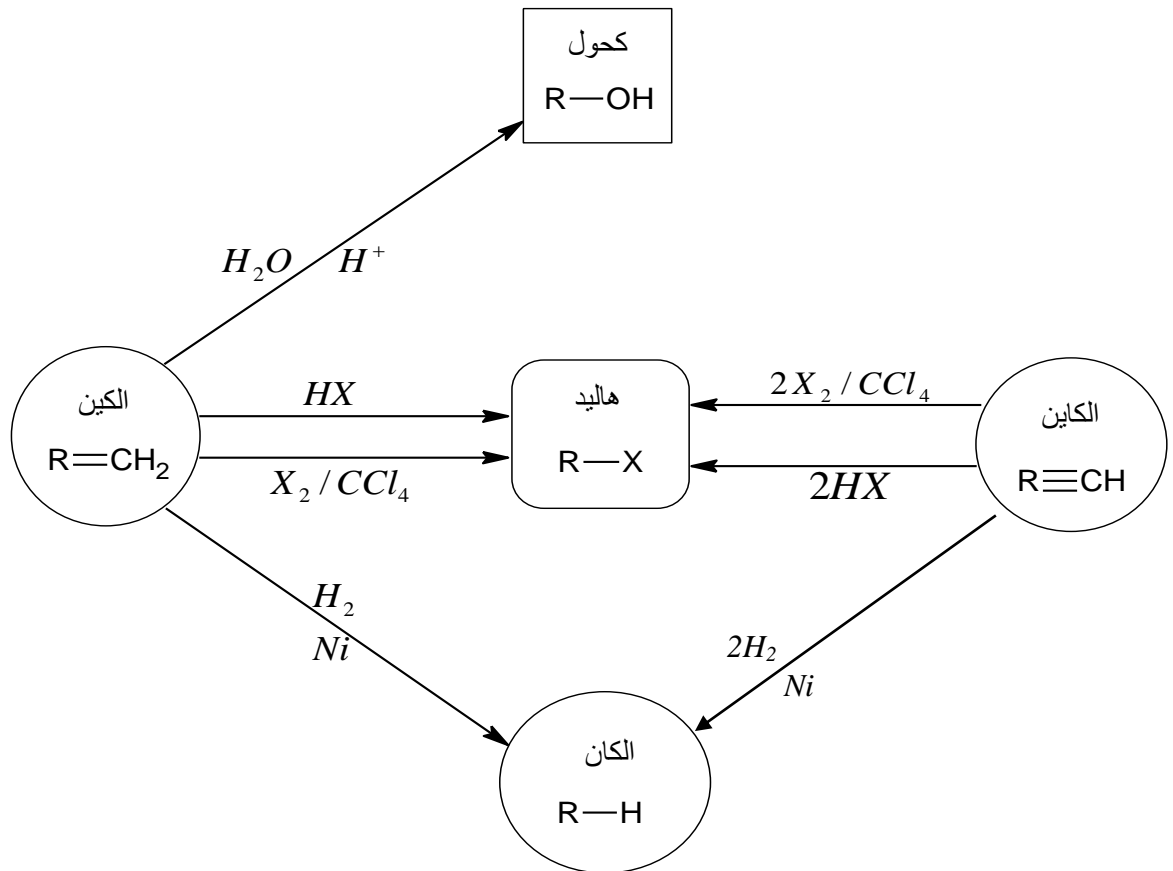 كحول
R—OH
H₂O H⁺
الكين
R=CH₂
HX
X₂ / CCl₄
هاليد
R—X
2X₂ / CCl₄
2HX
الكاين
R≡CH
H₂
Ni
2H₂
Ni
الكان
R—H